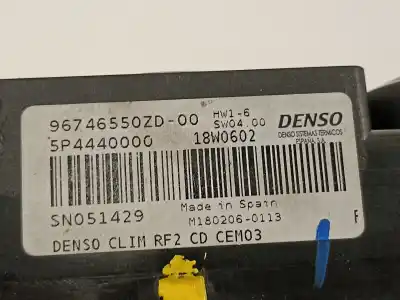 96746550ZD-00 HW1-6 DENSO
SW04.00
5P4440000 18W0602 DENSO SISTEMAS TERMICOS
ESPAÑA, S.A.
Made in Spain
SN051429 M180206-0113
DENSO CLIM RF2 CD CEM03